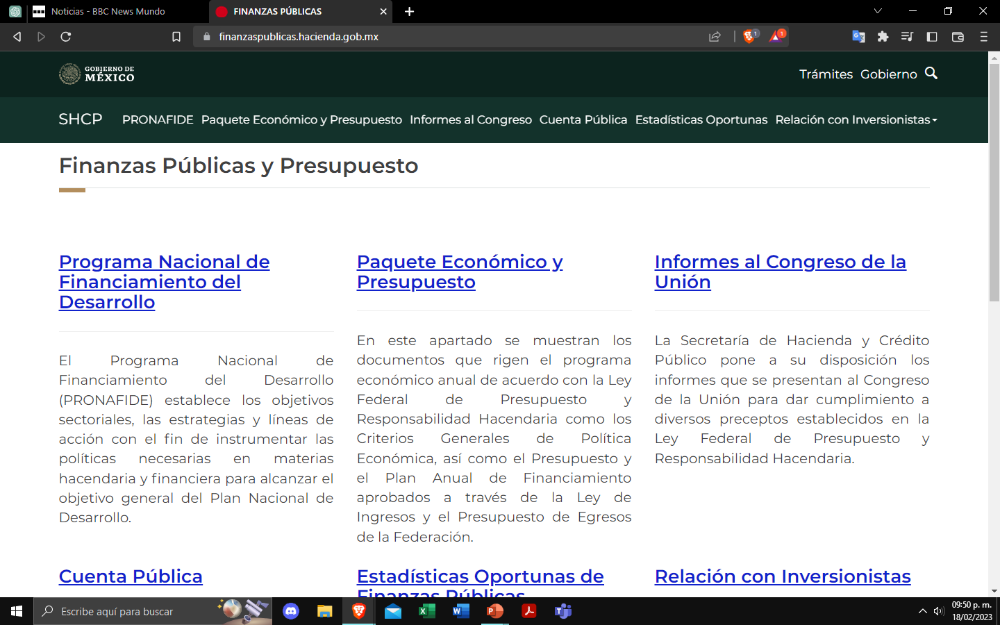 Noticias - BBC News Mundo
FINANZAS PÚBLICAS
finanzaspublicas.hacienda.gob.mx
1
1
GOBIERNO DE
MÉXICO
Trámites Gobierno
SHCP PRONAFIDE Paquete Económico y Presupuesto Informes al Congreso Cuenta Pública Estadísticas Oportunas Relación con Inversionistas
Finanzas Públicas y Presupuesto
Programa Nacional de
Financiamiento del
Desarrollo
El Programa Nacional de
Financiamiento del Desarrollo
(PRONAFIDE) establece los objetivos
sectoriales, las estrategias y líneas de
acción con el fin de instrumentar las
políticas necesarias en materias
hacendaria y financiera para alcanzar el
objetivo general del Plan Nacional de
Desarrollo.
Paquete Económico y
Presupuesto
En este apartado se muestran los
documentos que rigen el programa
económico anual de acuerdo con la Ley
Federal de Presupuesto y
Responsabilidad Hacendaria como los
Criterios Generales de Política
Económica, así como el Presupuesto y
el Plan Anual de Financiamiento
aprobados a través de la Ley de
Ingresos y el Presupuesto de Egresos
de la Federación.
Informes al Congreso de la
Unión
La Secretaría de Hacienda y Crédito
Público pone a su disposición los
informes que se presentan al Congreso
de la Unión para dar cumplimiento a
diversos preceptos establecidos en la
Ley Federal de Presupuesto y
Responsabilidad Hacendaria.
Cuenta Pública
Estadísticas Oportunas de
Finanzas Públicas
Relación con Inversionistas
Escribe aquí para buscar
09:50 p. m.
18/02/2023